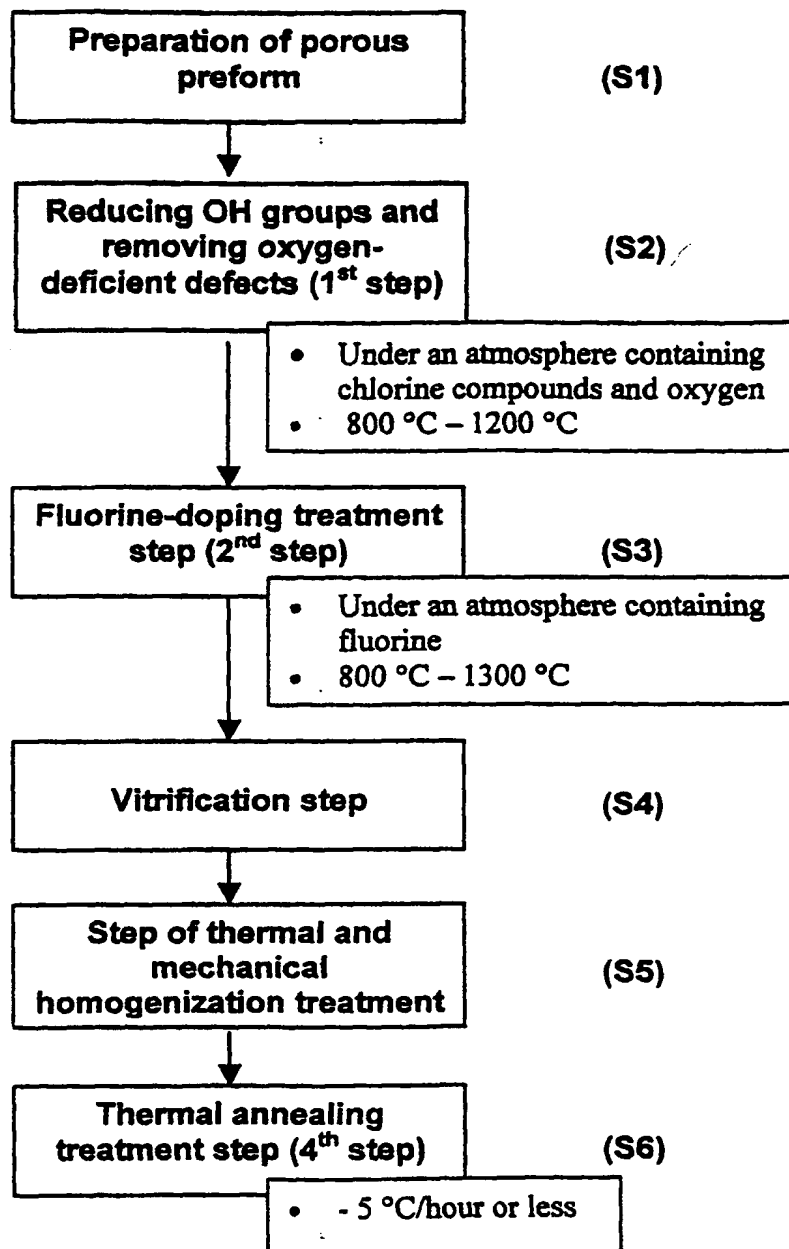 Preparation of porous
preform
(S1)
Reducing OH groups and
removing oxygen-
deficient defects (1st step)
(S2)
• Under an atmosphere containing
chlorine compounds and oxygen
• 800 °C – 1200 °C
Fluorine-doping treatment
step (2nd step)
(S3)
• Under an atmosphere containing
fluorine
• 800 °C – 1300 °C
Vitrification step
(S4)
Step of thermal and
mechanical
homogenization treatment
(S5)
Thermal annealing
treatment step (4th step)
(S6)
• - 5 °C/hour or less